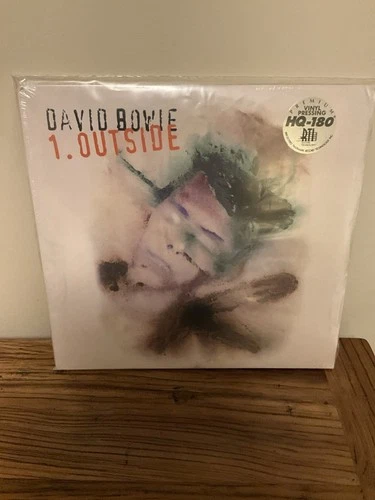 DAVID BOWIE
1. OUTSIDE
PREMIUM
VINYL
PRESSING
HQ-180
RTI